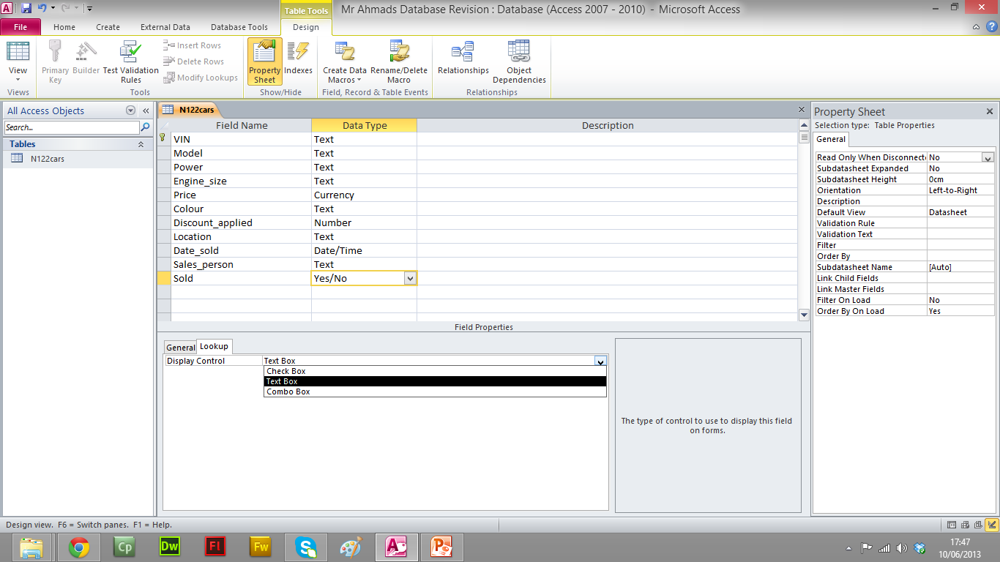 Mr Ahmads Database Revision : Database (Access 2007 - 2010) - Microsoft Access
Table Tools
File Home Create External Data Database Tools Design
View
Primary Key
Builder
Test Validation Rules
Insert Rows
Delete Rows
Modify Lookups
Property Sheet
Indexes
Create Data Macros
Rename/Delete Macro
Relationships
Object Dependencies
Views Tools Show/Hide Field, Record & Table Events Relationships
All Access Objects
Search...
Tables
N122cars
N122cars
Field Name Data Type Description
VIN Text
Model Text
Power Text
Engine_size Text
Price Currency
Colour Text
Discount_applied Number
Location Text
Date_sold Date/Time
Sales_person Text
Sold Yes/No
Field Properties
General Lookup
Display Control Text Box
Check Box
Text Box
Combo Box
The type of control to use to display this field
on forms.
Property Sheet
Selection type: Table Properties
General
Read Only When Disconnecte No
Subdatasheet Expanded No
Subdatasheet Height 0cm
Orientation Left-to-Right
Description
Default View Datasheet
Validation Rule
Validation Text
Filter
Order By
Subdatasheet Name [Auto]
Link Child Fields
Link Master Fields
Filter On Load No
Order By On Load Yes
Design view. F6 = Switch panes. F1 = Help.
Cp Dw Fl Fw S A P
17:47
10/06/2013